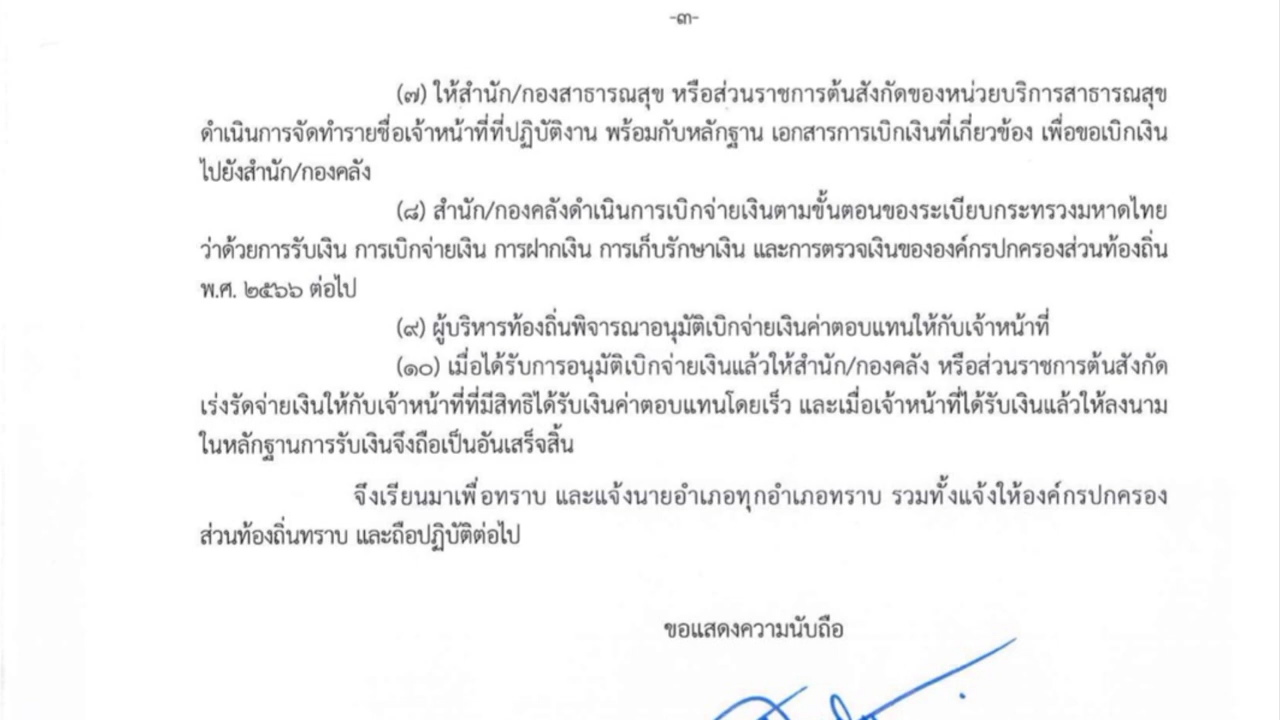 -๓-
(๗) ให้สำนัก/กองสาธารณสุข หรือส่วนราชการต้นสังกัดของหน่วยบริการสาธารณสุข
ดำเนินการจัดทำรายชื่อเจ้าหน้าที่ที่ปฏิบัติงาน พร้อมกับหลักฐาน เอกสารการเบิกเงินที่เกี่ยวข้อง เพื่อขอเบิกเงิน
ไปยังสำนัก/กองคลัง
(๘) สำนัก/กองคลังดำเนินการเบิกจ่ายเงินตามขั้นตอนของระเบียบกระทรวงมหาดไทย
ว่าด้วยการรับเงิน การเบิกจ่ายเงิน การฝากเงิน การเก็บรักษาเงิน และการตรวจเงินขององค์กรปกครองส่วนท้องถิ่น
พ.ศ. ๒๕๖๖ ต่อไป
(๙) ผู้บริหารท้องถิ่นพิจารณาอนุมัติเบิกจ่ายเงินค่าตอบแทนให้กับเจ้าหน้าที่
(๑๐) เมื่อได้รับการอนุมัติเบิกจ่ายเงินแล้วให้สำนัก/กองคลัง หรือส่วนราชการต้นสังกัด
เร่งรัดจ่ายเงินให้กับเจ้าหน้าที่ที่มีสิทธิได้รับเงินค่าตอบแทนโดยเร็ว และเมื่อเจ้าหน้าที่ได้รับเงินแล้วให้ลงนาม
ในหลักฐานการรับเงินจึงถือเป็นอันเสร็จสิ้น
จึงเรียนมาเพื่อทราบ และแจ้งนายอำเภอทุกอำเภอทราบ รวมทั้งแจ้งให้องค์กรปกครอง
ส่วนท้องถิ่นทราบ และถือปฏิบัติต่อไป
ขอแสดงความนับถือ